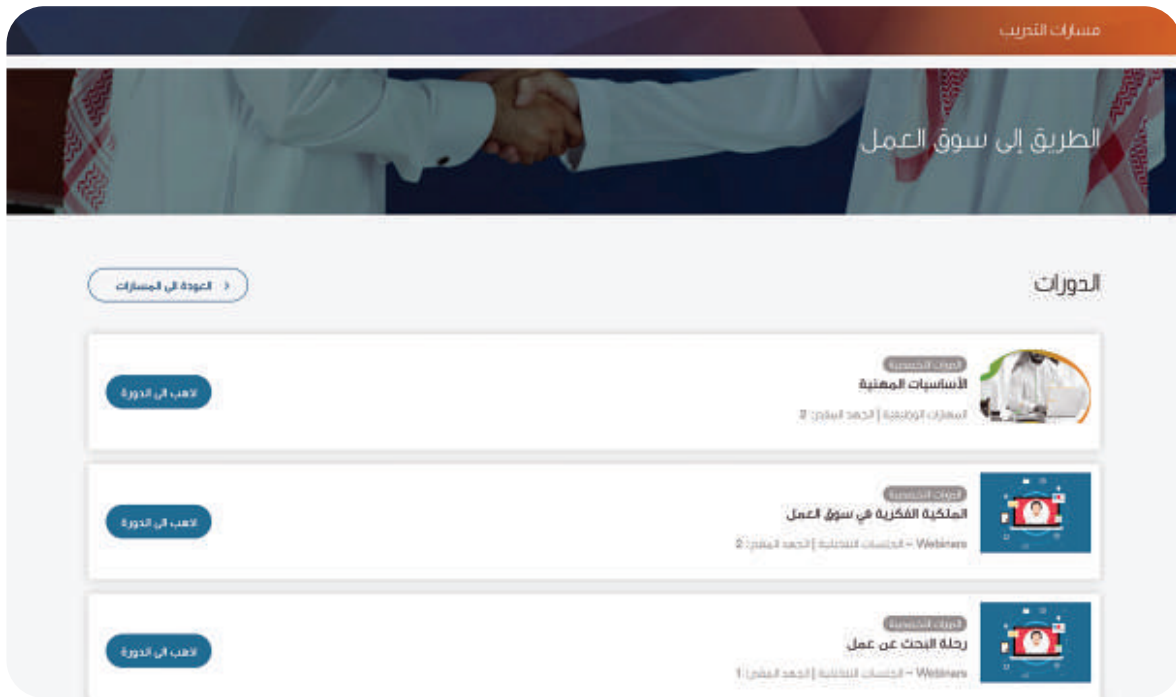 مسارات التدريب
الطريق إلى سوق العمل
الدورات
العودة الى المسارات
الدورات التخصصية
الأساسيات المهنية
المهارات الوظيفية | الجهد المقدر: 2
اذهب الى الدورة
الدورات التخصصية
الملكية الفكرية في سوق العمل
Webinars – الجلسات التفاعلية | الجهد المقدر: 2
اذهب الى الدورة
الدورات التخصصية
رحلة البحث عن عمل
Webinars – الجلسات التفاعلية | الجهد المقدر: 1
اذهب الى الدورة